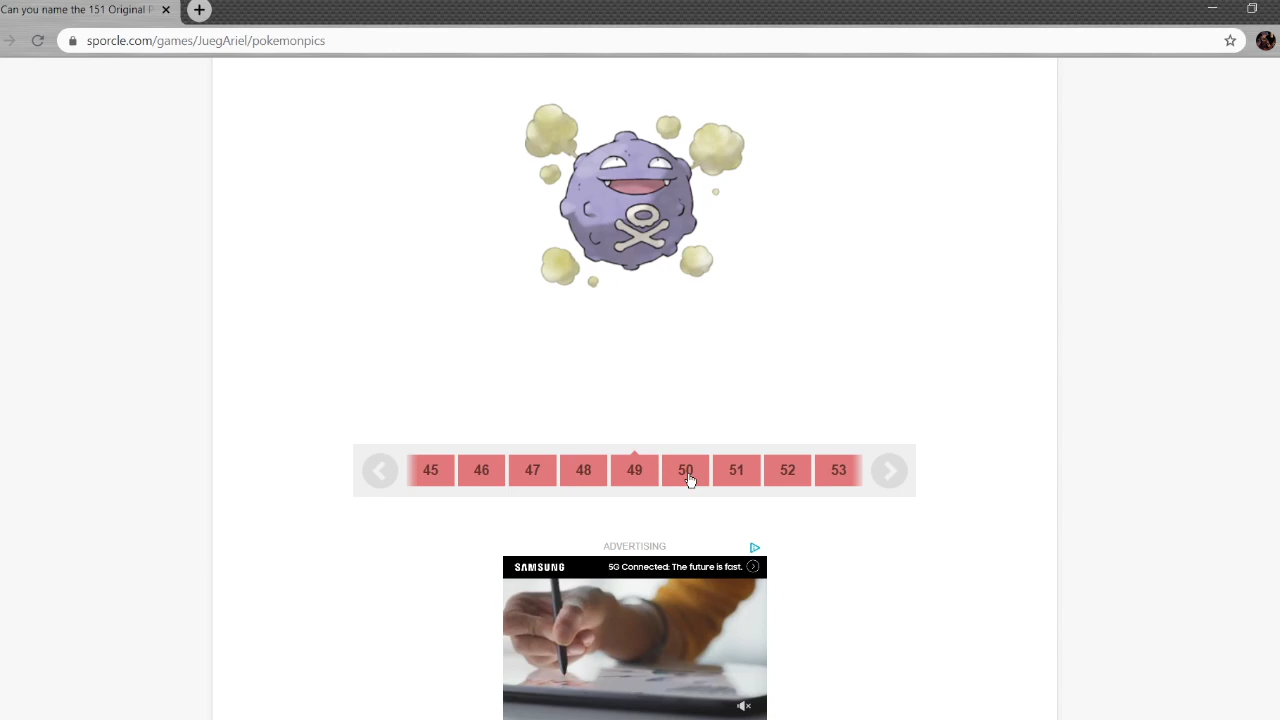 Can you name the 151 Original P
sporcle.com/games/JuegAriel/pokemonpics
45 46 47 48 49 50 51 52 53
ADVERTISING
SAMSUNG 5G Connected: The future is fast.